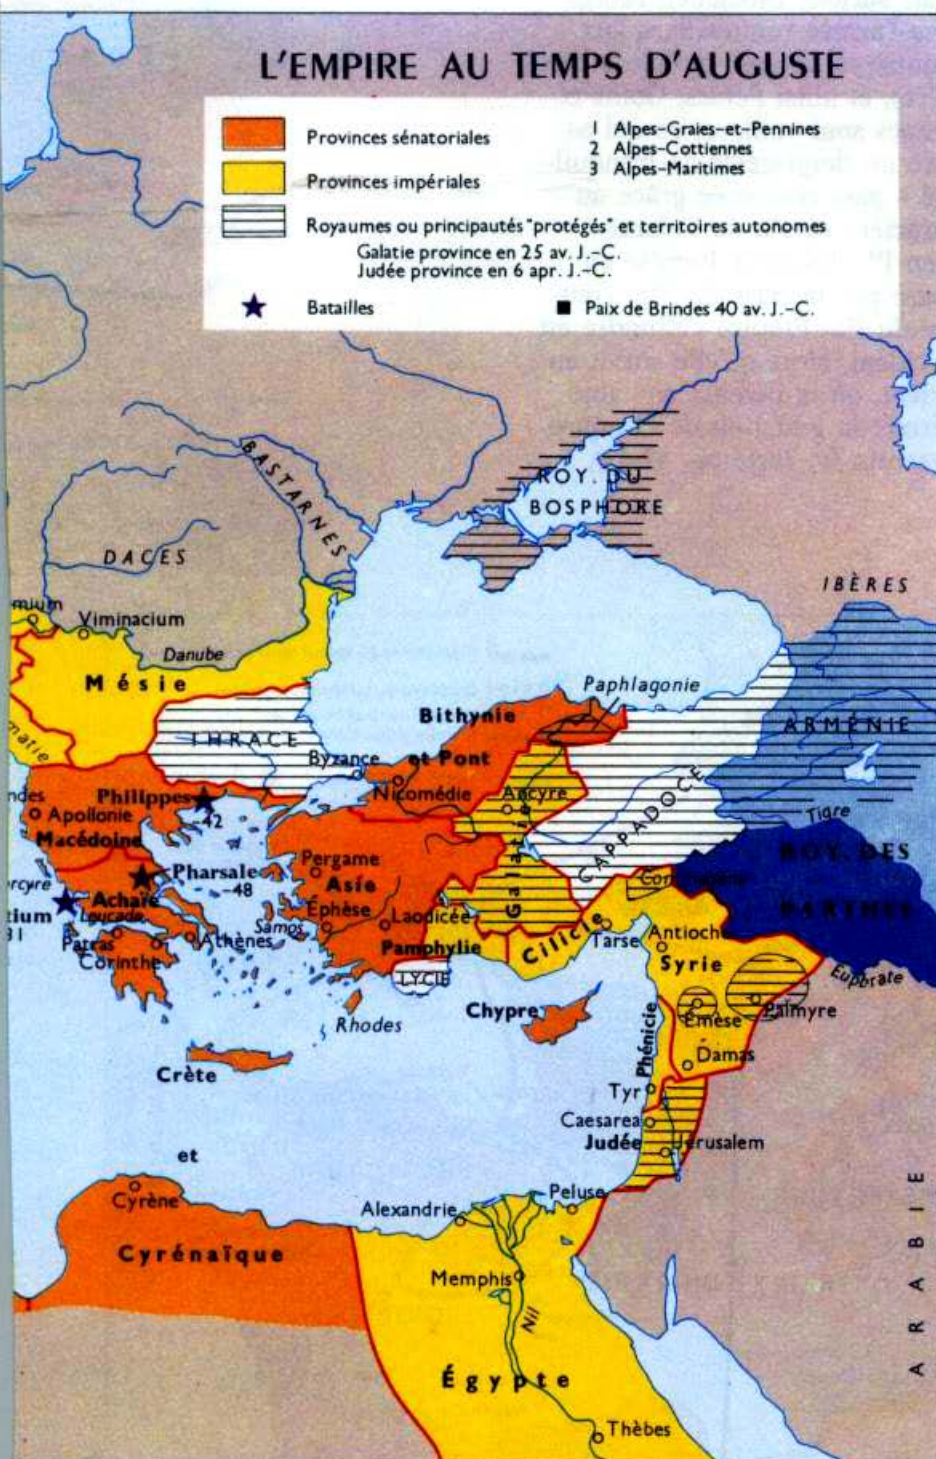 L'EMPIRE AU TEMPS D'AUGUSTE
Provinces sénatoriales
Provinces impériales
Royaumes ou principautés "protégés" et territoires autonomes
Galatie province en 25 av. J.-C.
Judée province en 6 apr. J.-C.
Batailles
1 Alpes-Graies-et-Pennines
2 Alpes-Cottiennes
3 Alpes-Maritimes
Paix de Brindes 40 av. J.-C.
BASTARNES
ROY. DU
BOSPHORE
DACES
IBÈRES
Viminacium
Danube
Mésie
Paphlagonie
Bithynie
et Pont
THRACE
ARMÉNIE
Byzance
Nicomédie
Ancyre
Philippes
-42
Apollonie
Macédoine
CAPPADOCE
Tigre
ROY. DES
PARTHES
Pergame
Pharsale
-48
Asie
Galatie
Achaïe
Leucade
Éphèse
Samos
Laodicée
Patras
Athènes
Corinthe
Pamphylie
Cilicie
Tarse
Antioche
LYCIE
Syrie
Euphrate
Rhodes
Chypre
Palmyre
Émèse
Phénicie
Damas
Crète
Tyr
Caesarea
Judée
Jérusalem
et
Cyrène
Peluse
Alexandrie
Cyrénaïque
Memphis
Nil
ARABIE
Égypte
Thèbes